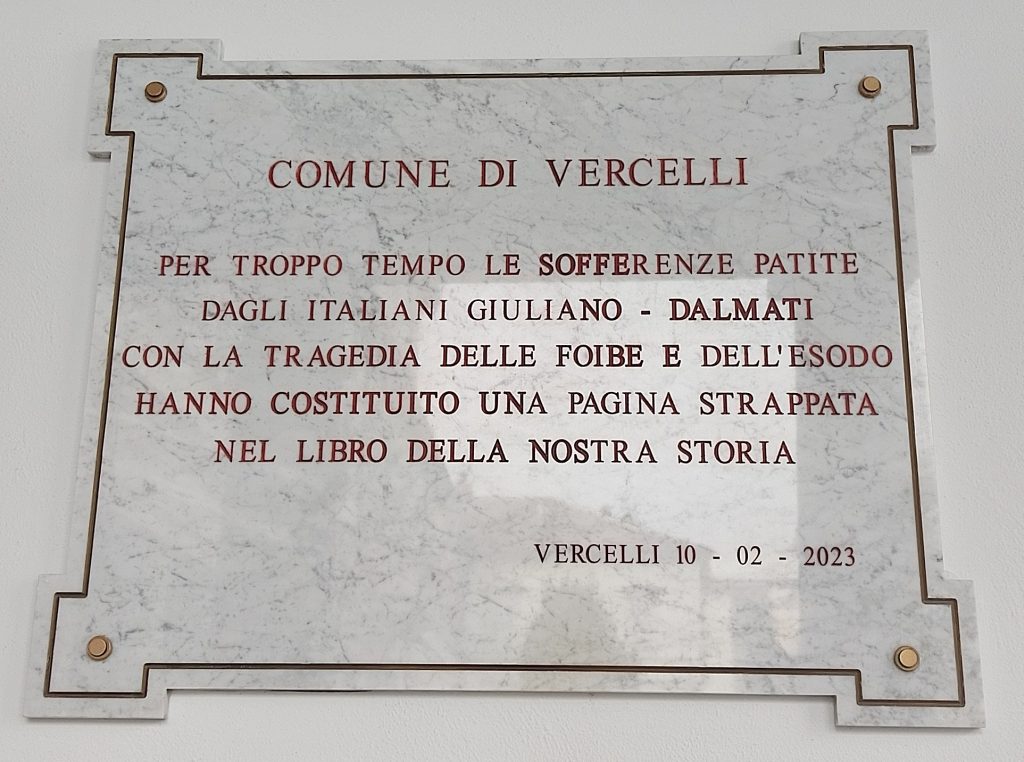 COMUNE DI VERCELLI
PER TROPPO TEMPO LE SOFFERENZE PATITE
DAGLI ITALIANI GIULIANO - DALMATI
CON LA TRAGEDIA DELLE FOIBE E DELL'ESODO
HANNO COSTITUITO UNA PAGINA STRAPPATA
NEL LIBRO DELLA NOSTRA STORIA
VERCELLI 10 - 02 - 2023